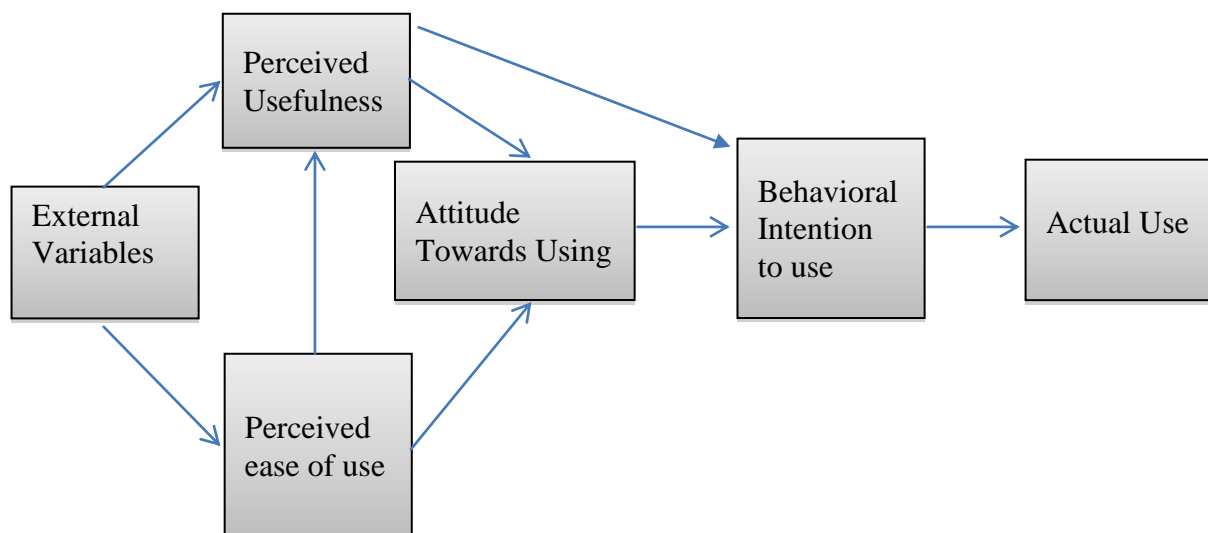 Perceived
Usefulness
External
Variables
Attitude
Towards Using
Behavioral
Intention
to use
Actual Use
Perceived
ease of use